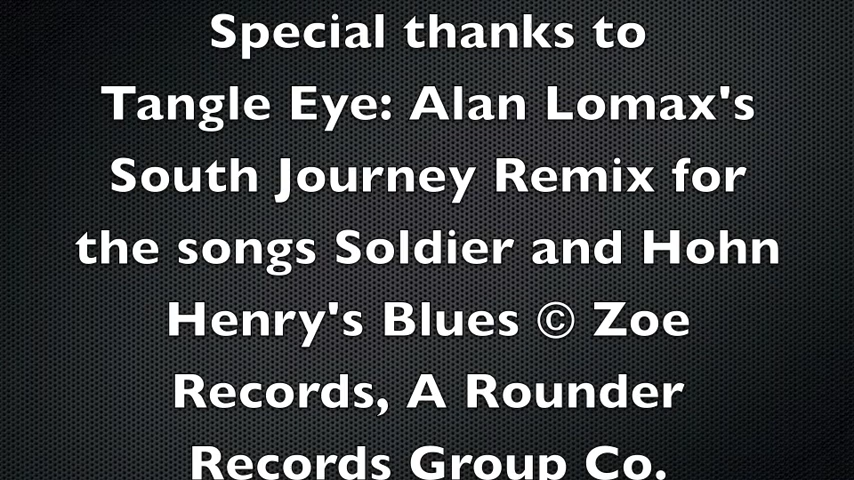 Special thanks to
Tangle Eye: Alan Lomax's
South Journey Remix for
the songs Soldier and Hohn
Henry's Blues © Zoe
Records, A Rounder
Records Group Co.